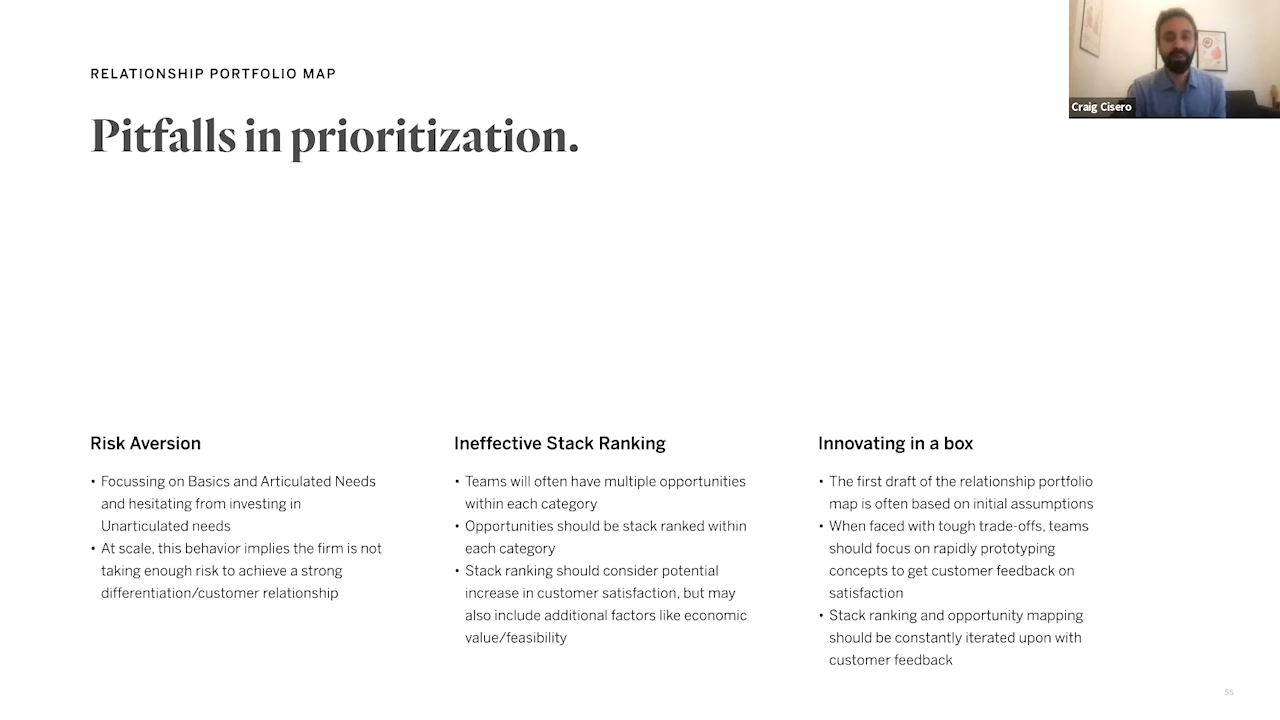 RELATIONSHIP PORTFOLIO MAP
Pitfalls in prioritization.
Craig Cisero
Risk Aversion
• Focussing on Basics and Articulated Needs
and hesitating from investing in
Unarticulated needs
• At scale, this behavior implies the firm is not
taking enough risk to achieve a strong
differentiation/customer relationship
Ineffective Stack Ranking
• Teams will often have multiple opportunities
within each category
• Opportunities should be stack ranked within
each category
• Stack ranking should consider potential
increase in customer satisfaction, but may
also include additional factors like economic
value/feasibility
Innovating in a box
• The first draft of the relationship portfolio
map is often based on initial assumptions
• When faced with tough trade-offs, teams
should focus on rapidly prototyping
concepts to get customer feedback on
satisfaction
• Stack ranking and opportunity mapping
should be constantly iterated upon with
customer feedback
55